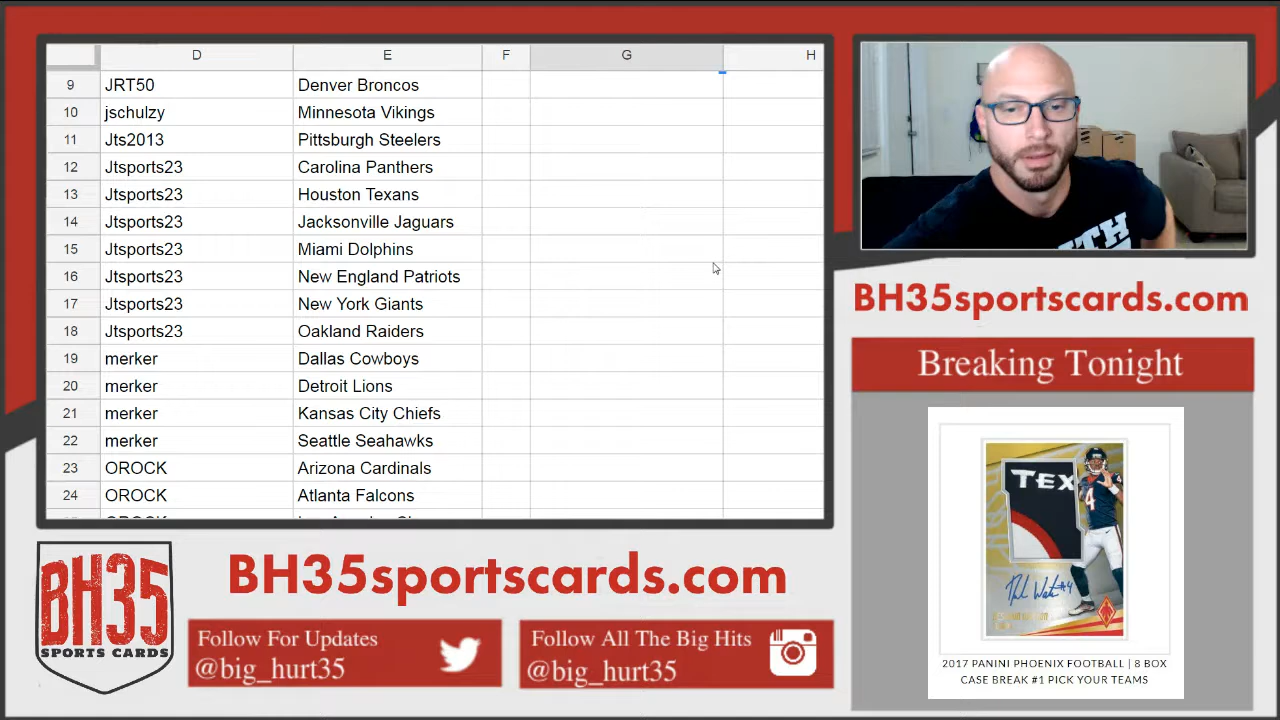 D E F G H
9 JRT50 Denver Broncos
10 jschulzy Minnesota Vikings
11 Jts2013 Pittsburgh Steelers
12 Jtsports23 Carolina Panthers
13 Jtsports23 Houston Texans
14 Jtsports23 Jacksonville Jaguars
15 Jtsports23 Miami Dolphins
16 Jtsports23 New England Patriots
17 Jtsports23 New York Giants
18 Jtsports23 Oakland Raiders
19 merker Dallas Cowboys
20 merker Detroit Lions
21 merker Kansas City Chiefs
22 merker Seattle Seahawks
23 OROCK Arizona Cardinals
24 OROCK Atlanta Falcons
BH35sportscards.com
Breaking Tonight
TEX
4
2017 PANINI PHOENIX FOOTBALL | 8 BOX
CASE BREAK #1 PICK YOUR TEAMS
BH35
SPORTS CARDS
BH35sportscards.com
Follow For Updates
@big_hurt35
Follow All The Big Hits
@big_hurt35